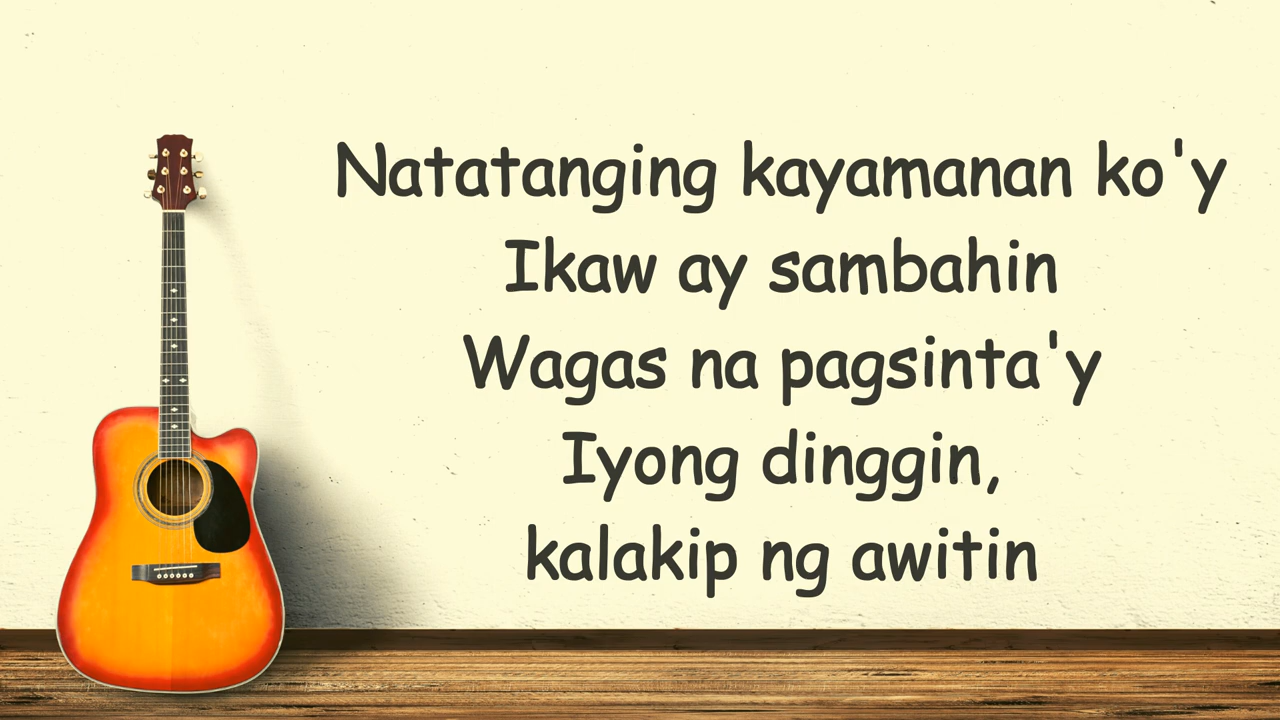 Natatanging kayamanan ko'y
Ikaw ay sambahin
Wagas na pagsinta'y
Iyong dinggin,
kalakip ng awitin